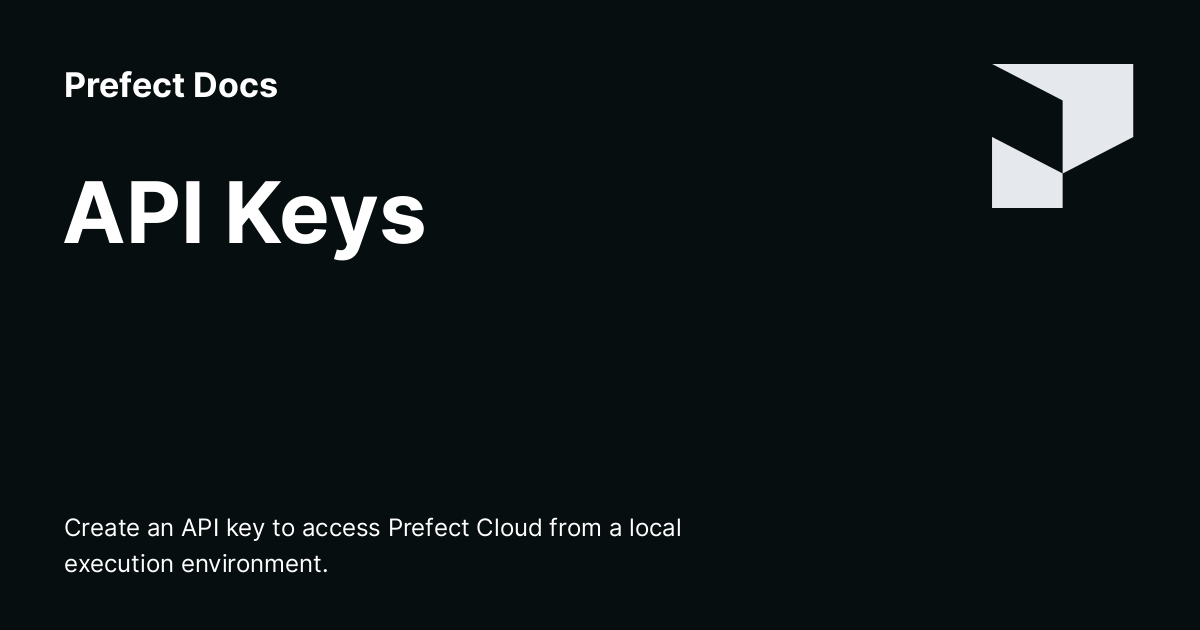 Prefect Docs
API Keys
Create an API key to access Prefect Cloud from a local
execution environment.